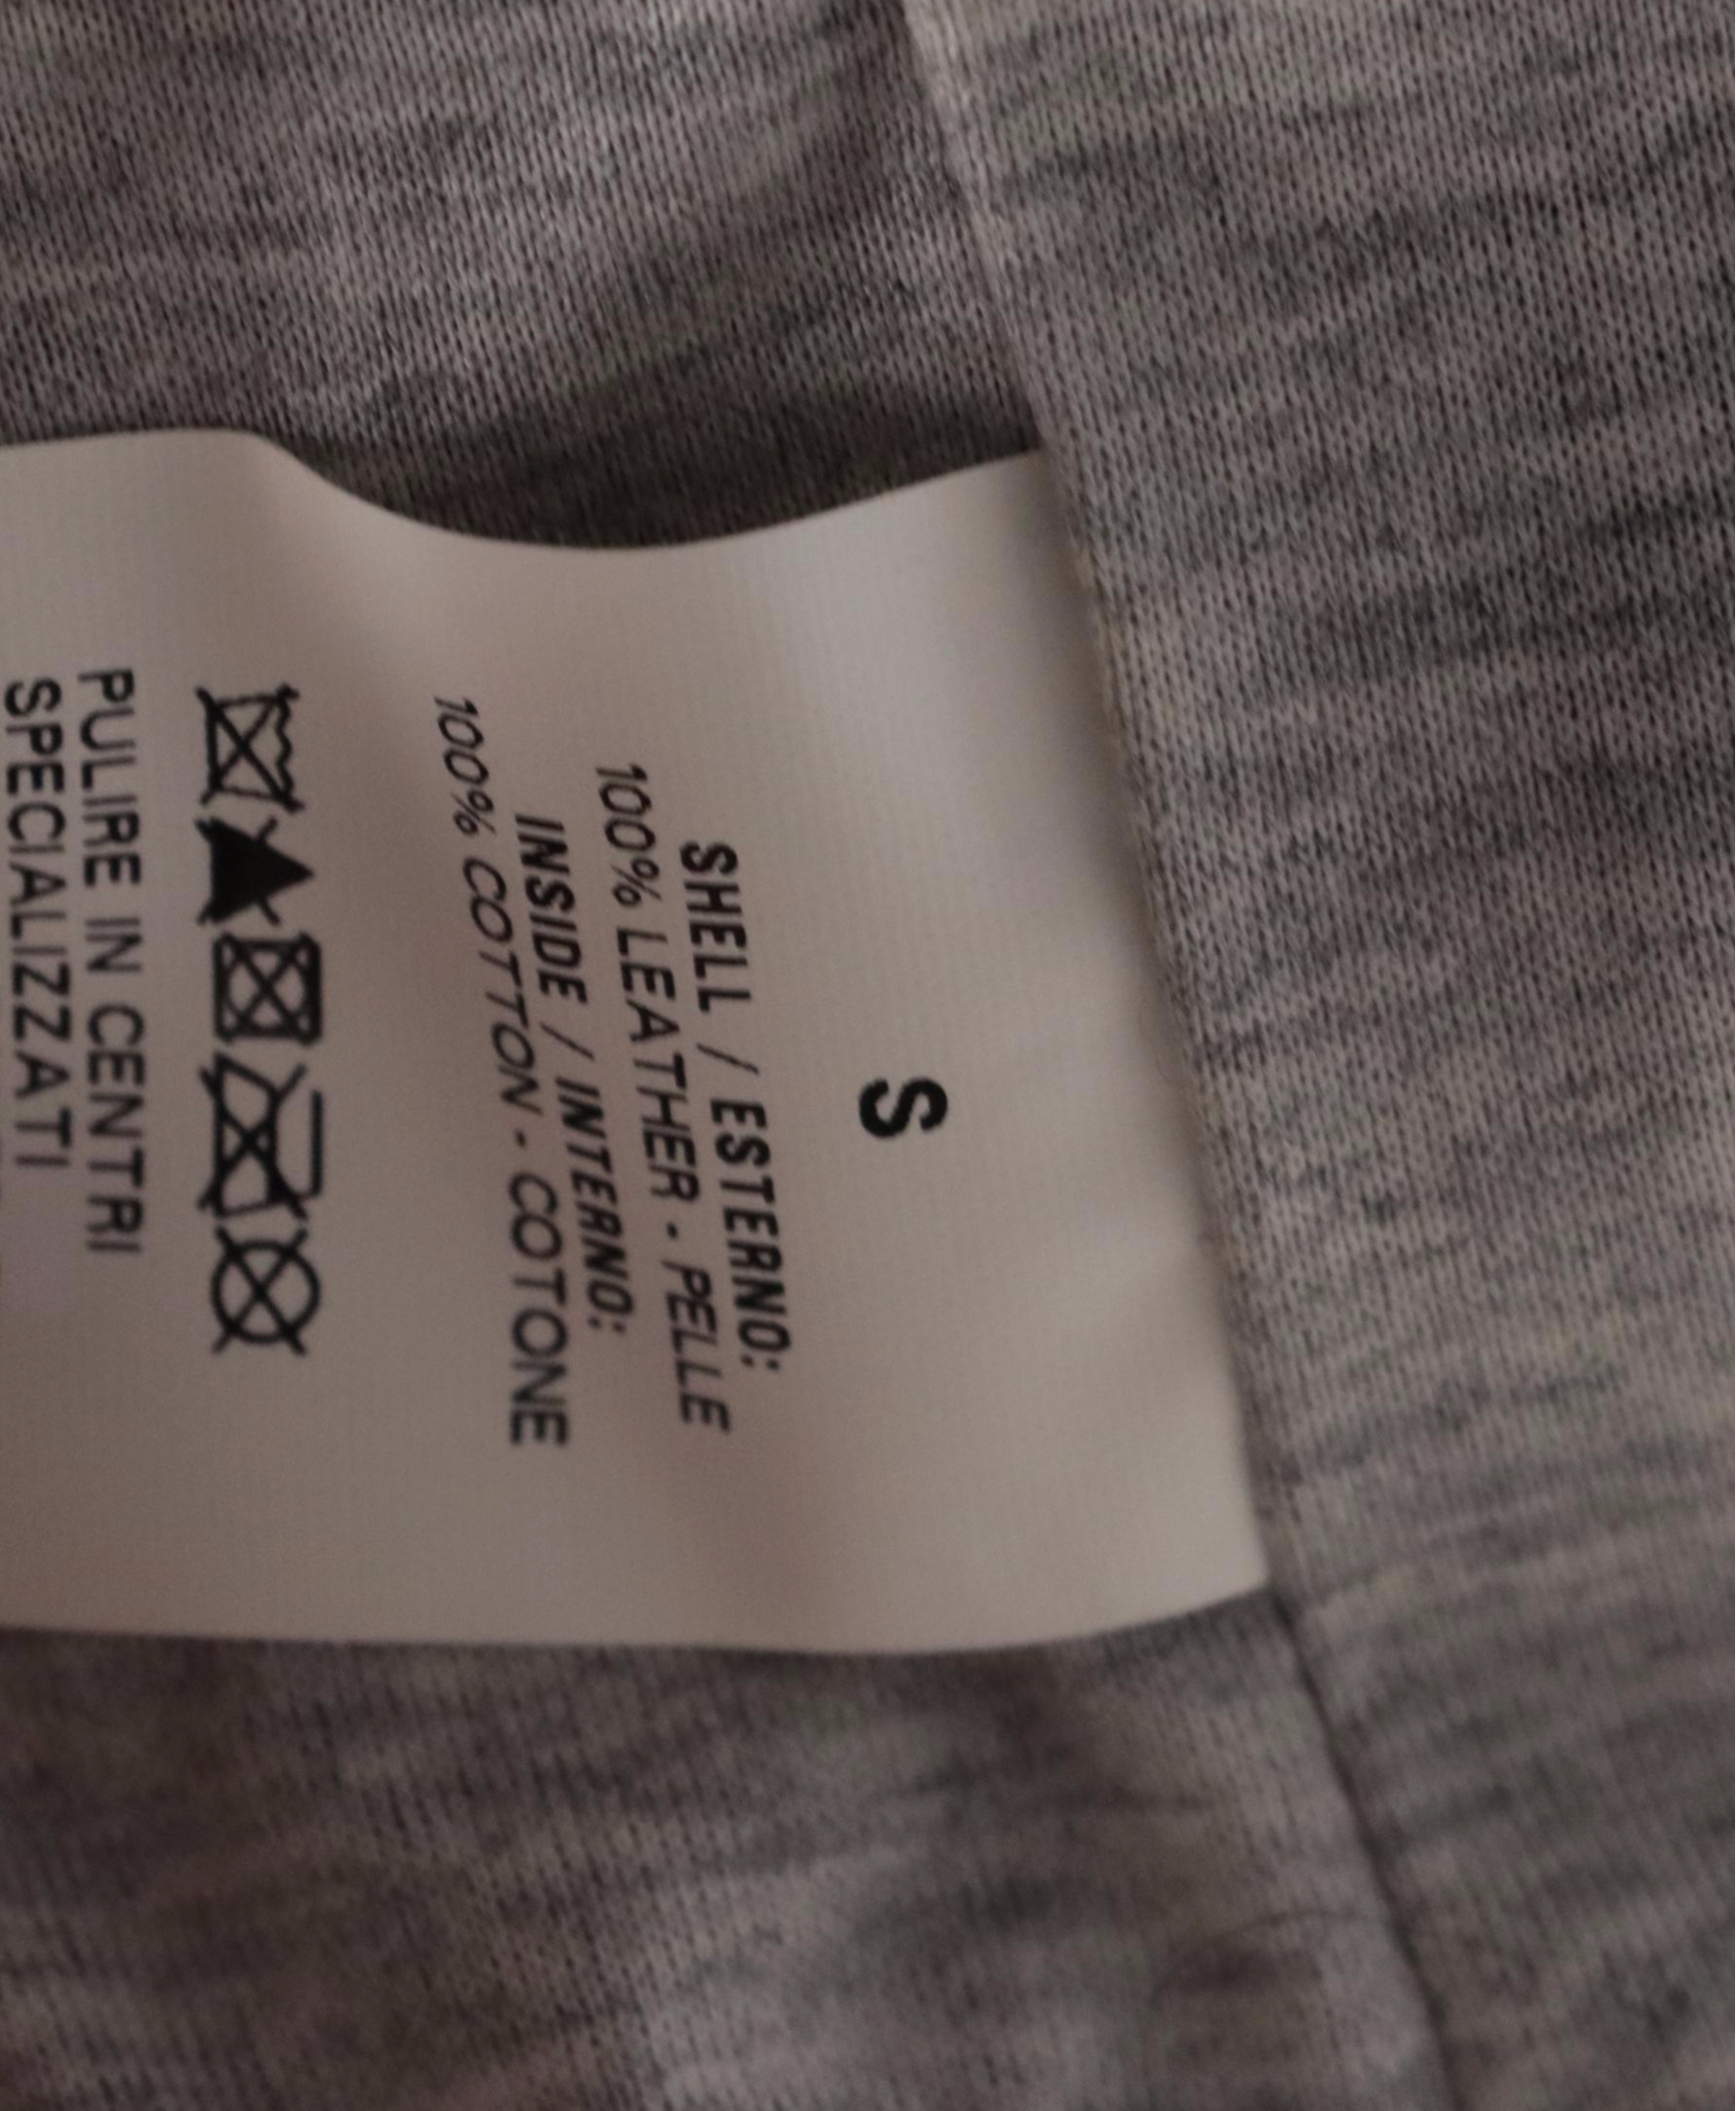 S
SHELL / ESTERNO:
100% LEATHER - PELLE
INSIDE / INTERNO:
100% COTTON - COTONE
PULIRE IN CENTRI
SPECIALIZZATI